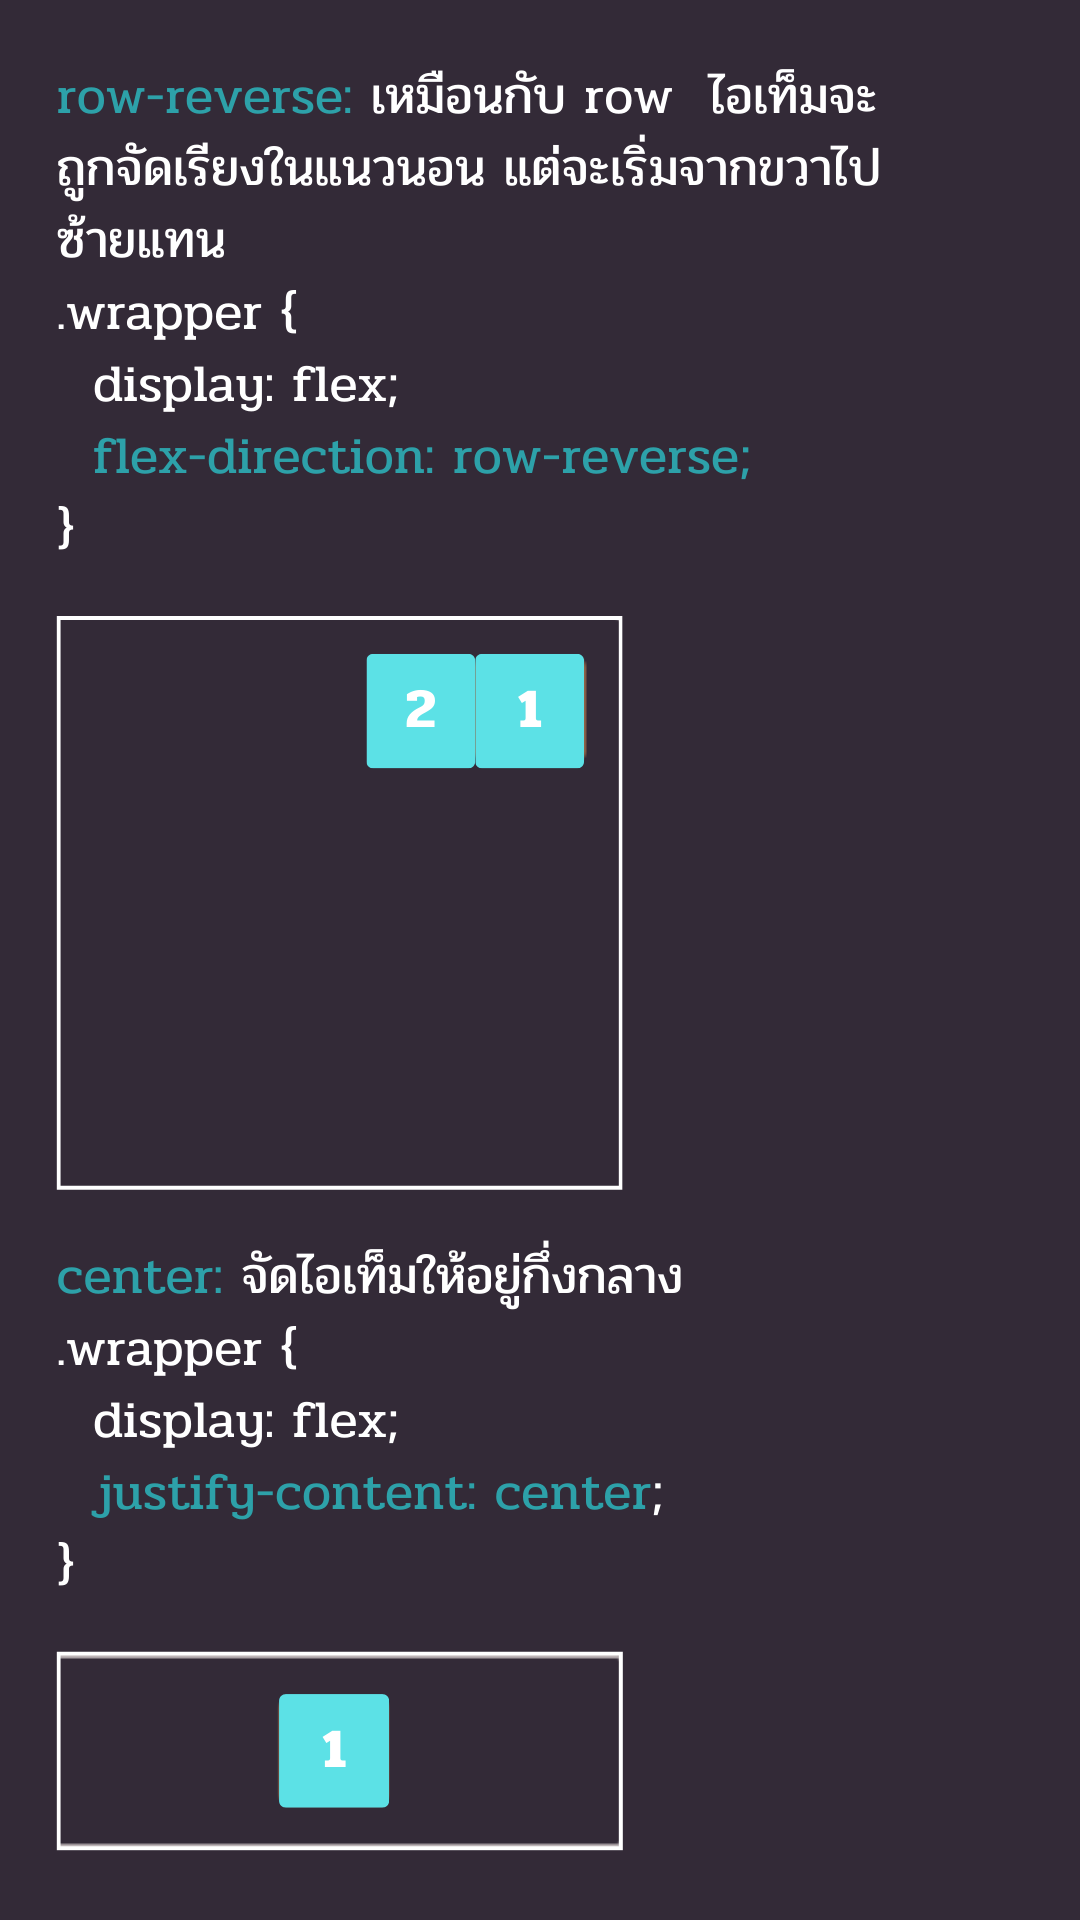 row-reverse: เหมือนกับ row  ไอเท็มจะ
ถูกจัดเรียงในแนวนอน แต่จะเริ่มจากขวาไป
ซ้ายแทน
.wrapper {
  display: flex;
  flex-direction: row-reverse;
}
2 1
center: จัดไอเท็มให้อยู่กึ่งกลาง
.wrapper {
  display: flex;
  justify-content: center;
}
1